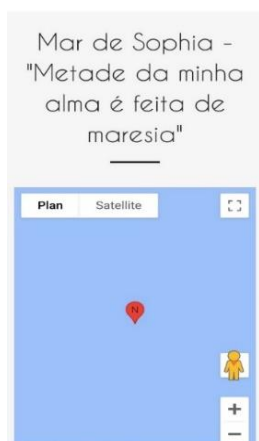 Mar de Sophia -
"Metade da minha
alma é feita de
maresia"
Plan Satellite
N
+
−